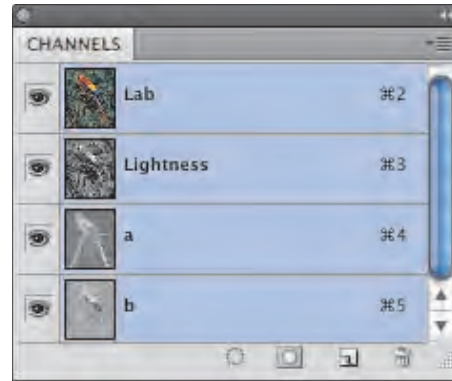 CHANNELS
Lab ⌘2
Lightness ⌘3
a ⌘4
b ⌘5